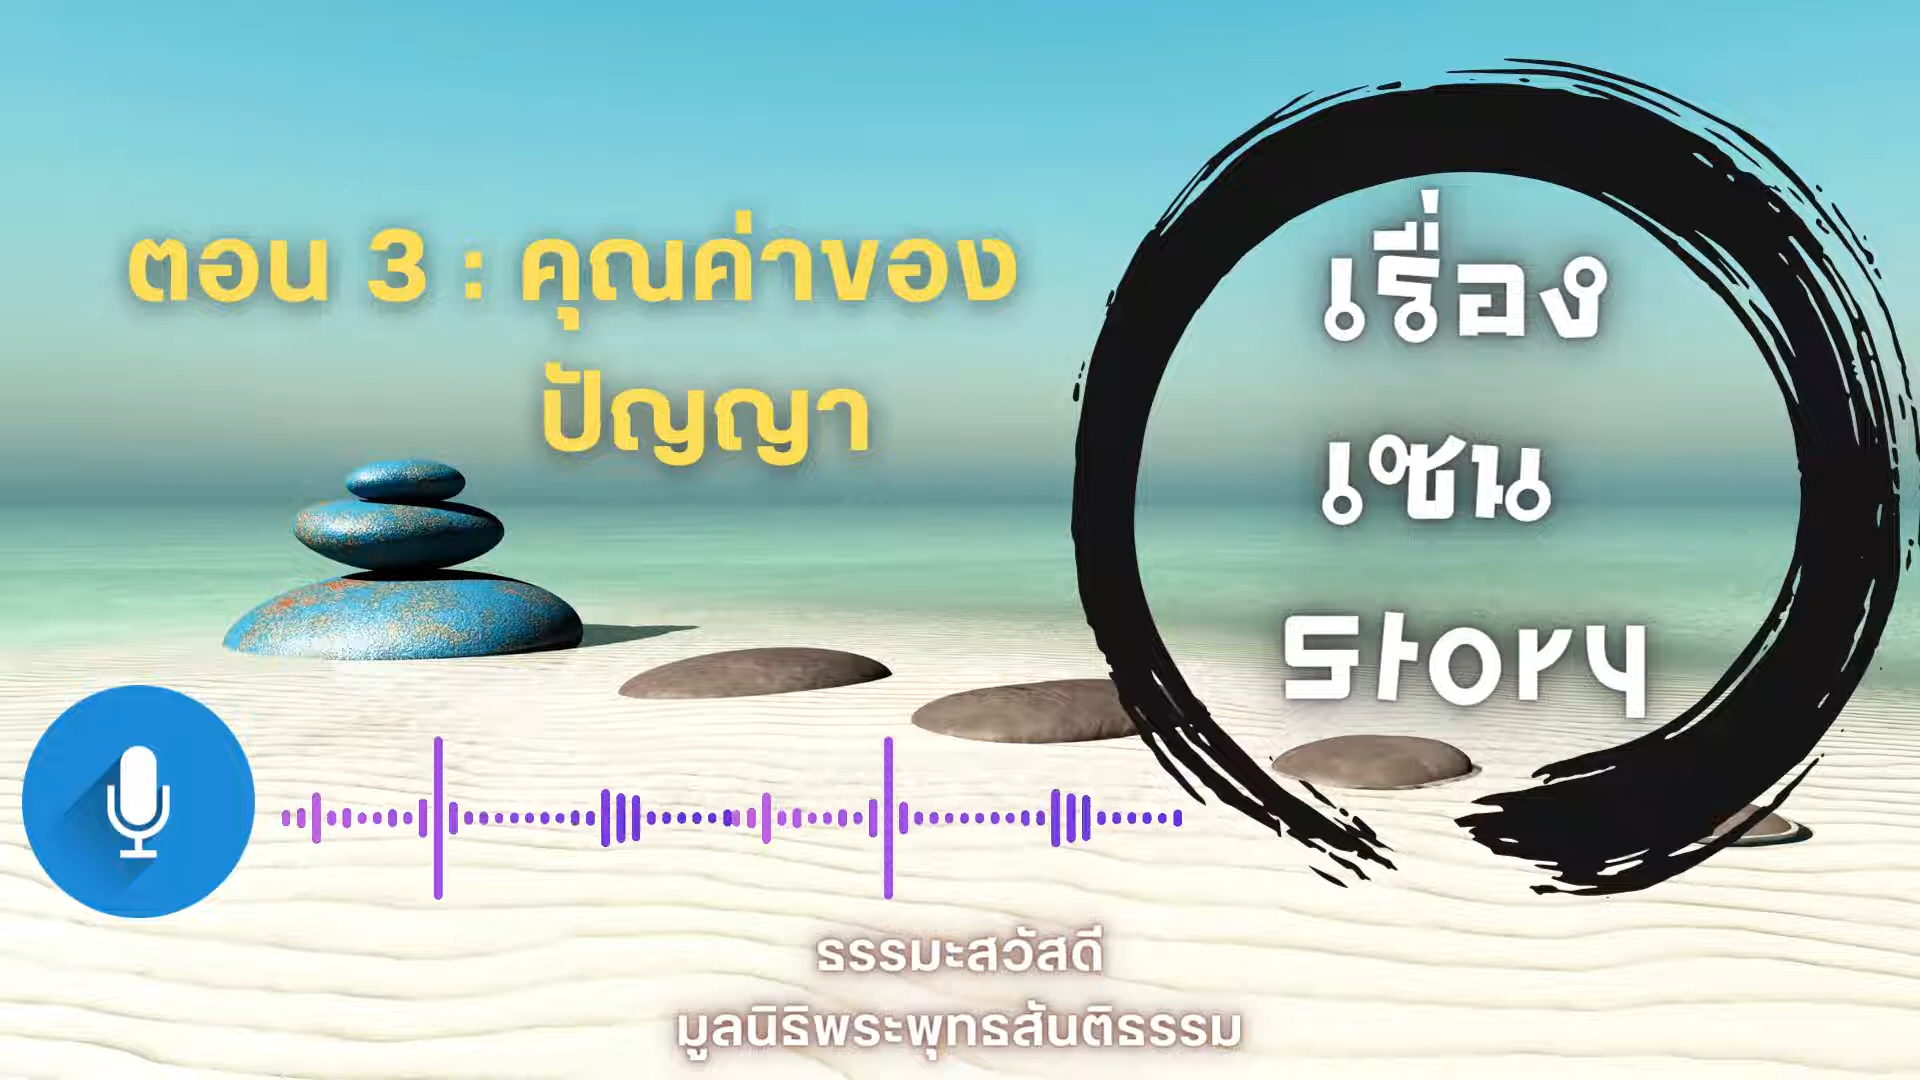 ตอน 3 : คุณค่าของ
ปัญญา
เรื่อง
เซน
Story
ธรรมะสวัสดี
มูลนิธิพระพุทธสันติธรรม